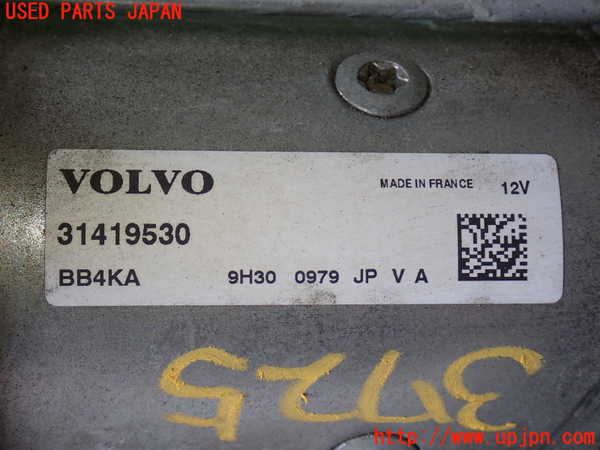 USED PARTS JAPAN
VOLVO MADE IN FRANCE 12V
31419530
BB4KA 9H30 0979 JP V A
3725
http://www.upjpn.com/